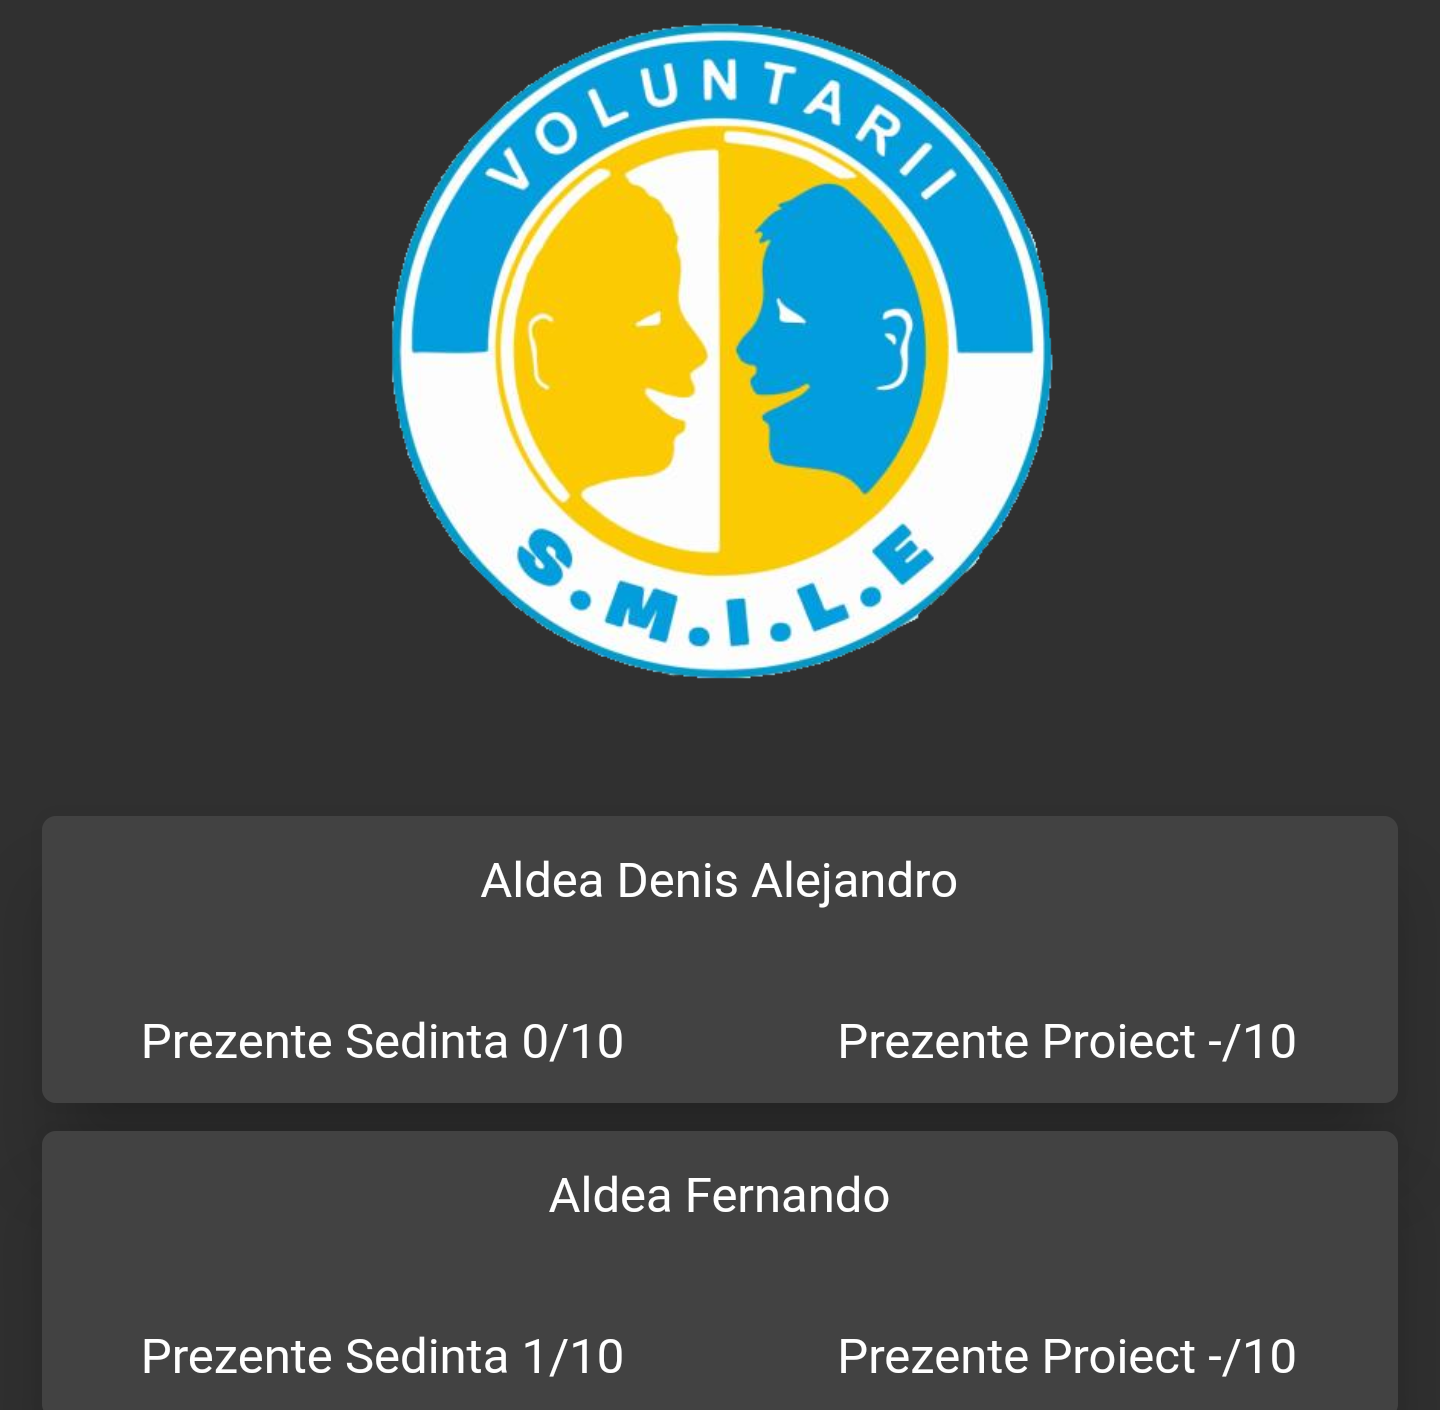 VOLUNTARII
S.M.I.L.E
Aldea Denis Alejandro
Prezente Sedinta 0/10 Prezente Proiect -/10
Aldea Fernando
Prezente Sedinta 1/10 Prezente Proiect -/10